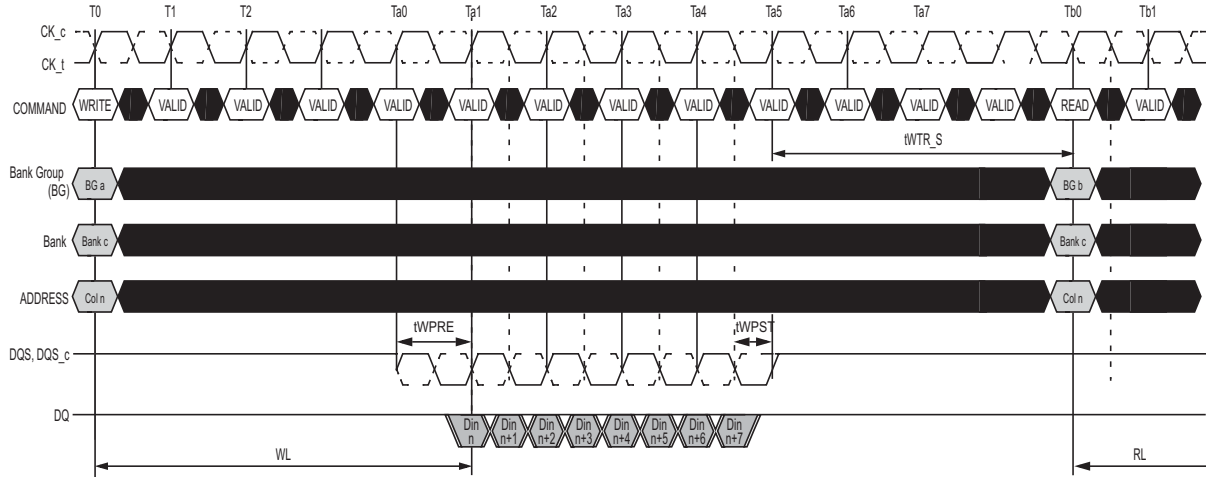 T0 T1 T2 Ta0 Ta1 Ta2 Ta3 Ta4 Ta5 Ta6 Ta7 Tb0 Tb1
CK_c
CK_t
COMMAND WRITE VALID VALID VALID VALID VALID VALID VALID VALID VALID VALID VALID VALID READ VALID
tWTR_S
Bank Group
(BG) BG a BG b
Bank Bank c Bank c
ADDRESS Col n Col n
tWPRE tWPST
DQS, DQS_c
DQ
Din Din Din Din Din Din Din Din
n n+1 n+2 n+3 n+4 n+5 n+6 n+7
WL RL